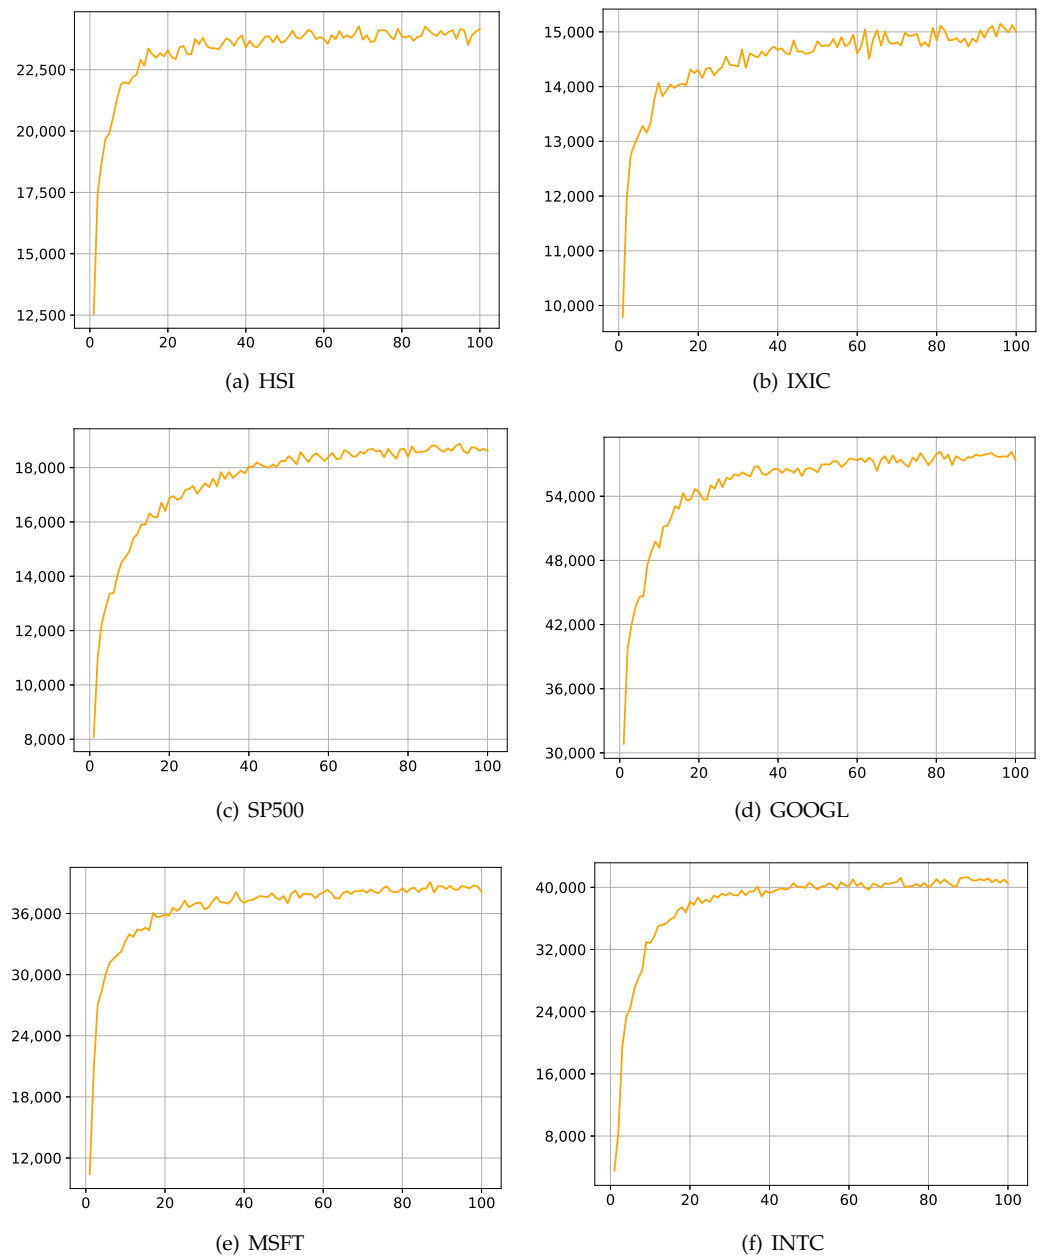 22,500
20,000
17,500
15,000
12,500
0 20 40 60 80 100
(a) HSI
15,000
14,000
13,000
12,000
11,000
10,000
0 20 40 60 80 100
(b) IXIC
18,000
16,000
14,000
12,000
10,000
8,000
0 20 40 60 80 100
(c) SP500
54,000
48,000
42,000
36,000
30,000
0 20 40 60 80 100
(d) GOOGL
36,000
30,000
24,000
18,000
12,000
0 20 40 60 80 100
(e) MSFT
40,000
32,000
24,000
16,000
8,000
0 20 40 60 80 100
(f) INTC